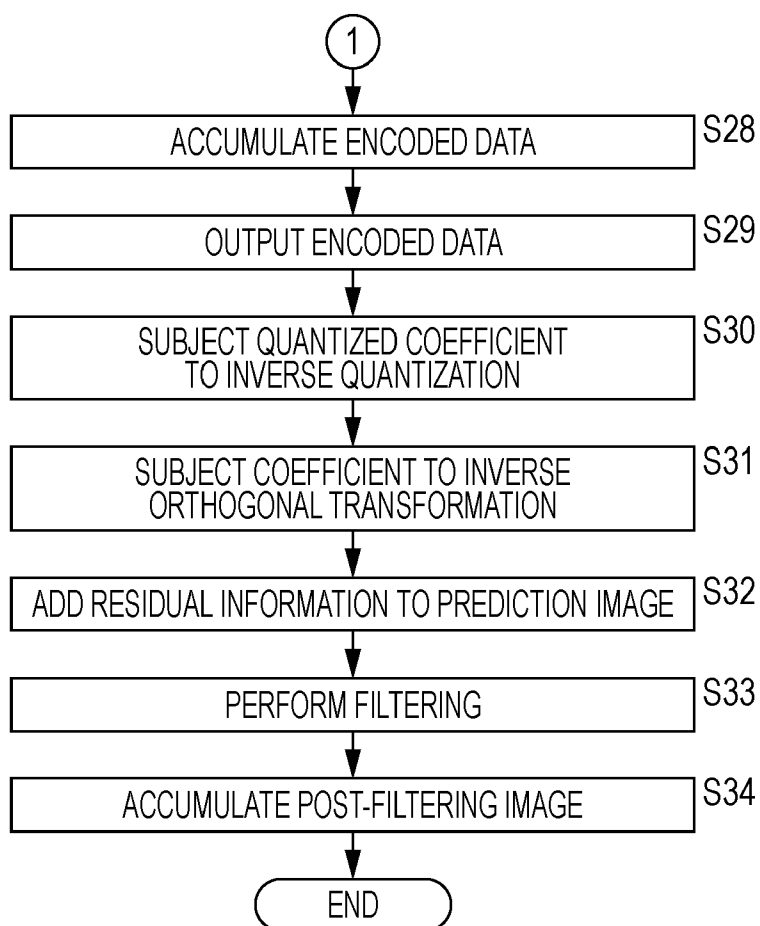 1
ACCUMULATE ENCODED DATA
S28
OUTPUT ENCODED DATA
S29
SUBJECT QUANTIZED COEFFICIENT
TO INVERSE QUANTIZATION
S30
SUBJECT COEFFICIENT TO INVERSE
ORTHOGONAL TRANSFORMATION
S31
ADD RESIDUAL INFORMATION TO PREDICTION IMAGE
S32
PERFORM FILTERING
S33
ACCUMULATE POST-FILTERING IMAGE
S34
END